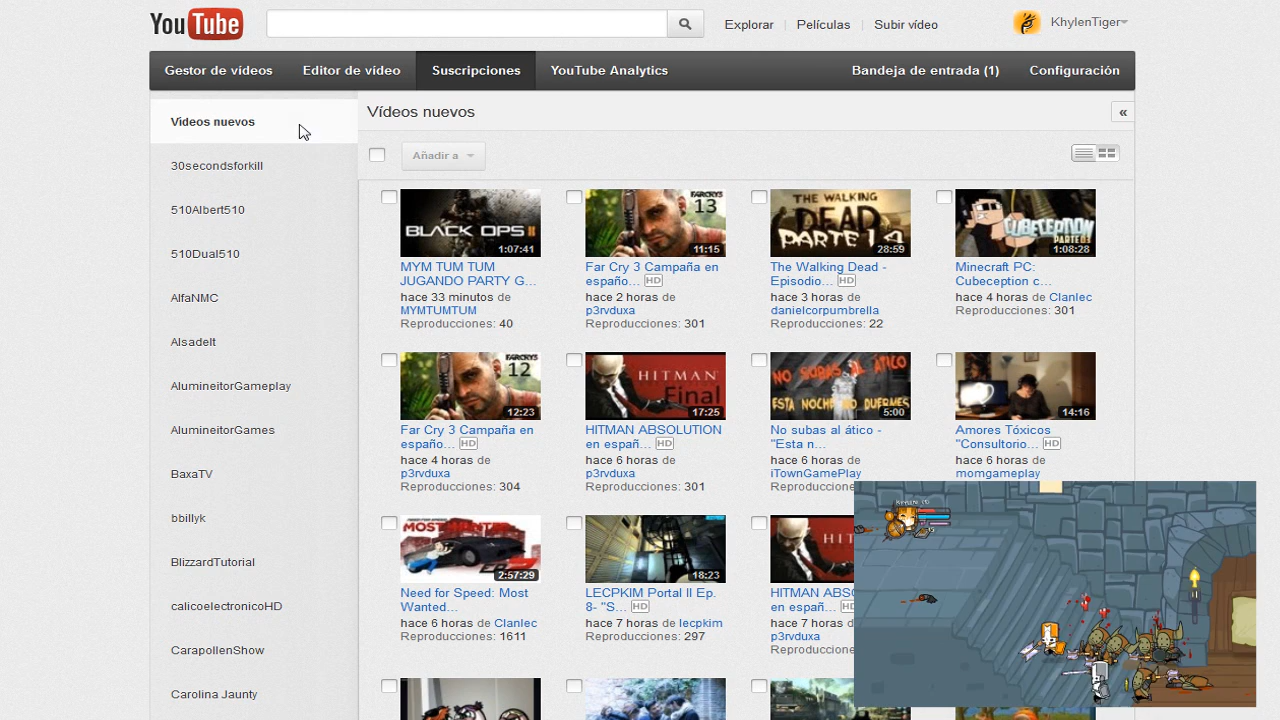 YouTube
Explorar
Películas
Subir vídeo
KhylenTiger
Gestor de vídeos
Editor de vídeo
Suscripciones
YouTube Analytics
Bandeja de entrada (1)
Configuración
Videos nuevos
30secondsforkill
510Albert510
510Dual510
AlfaNMC
Alsadelt
AlumineitorGameplay
AlumineitorGames
BaxaTV
bbillyk
BlizzardTutorial
calicoelectronicoHD
CarapollenShow
Carolina Jaunty
Vídeos nuevos
«
Añadir a
BLACK OPS II
1:07:41
MYM TUM TUM
JUGANDO PARTY G...
hace 33 minutos de
MYMTUMTUM
Reproducciones: 40
13
11:15
Far Cry 3 Campaña en
españo... HD
hace 2 horas de
p3rvduxa
Reproducciones: 301
THE WALKING
DEAD
PARTE 14
28:59
The Walking Dead -
Episodio... HD
hace 3 horas de
danielcorpumbrella
Reproducciones: 22
CUBECEPTION
1:08:28
Minecraft PC:
Cubeception c...
hace 4 horas de Clanlec
Reproducciones: 301
FARCRY3
12
12:23
Far Cry 3 Campaña en
españo... HD
hace 4 horas de
p3rvduxa
Reproducciones: 304
HITMAN
Final
17:25
HITMAN ABSOLUTION
en españ... HD
hace 6 horas de
p3rvduxa
Reproducciones: 301
NO SUBAS AL ÁTICO
ESTA NOCHE NO DUERMES
5:00
No subas al ático -
"Esta n...
hace 6 horas de
iTownGamePlay
14:16
Amores Tóxicos
"Consultorio... HD
hace 6 horas de
momgameplay
MOST WANTED
2:57:29
Need for Speed: Most
Wanted...
hace 6 horas de Clanlec
Reproducciones: 1611
18:23
LECPKIM Portal II Ep.
8- "S... HD
hace 7 horas de lecpkim
Reproducciones: 297
HITMAN ABSO
en españ...
hace 7 horas de
p3rvduxa